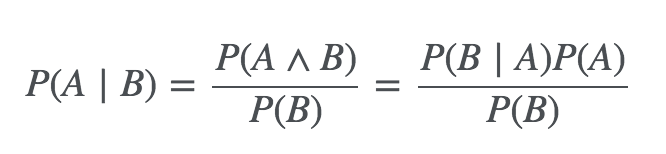 P(A | B) = P(A ∧ B) / P(B) = P(B | A)P(A) / P(B)